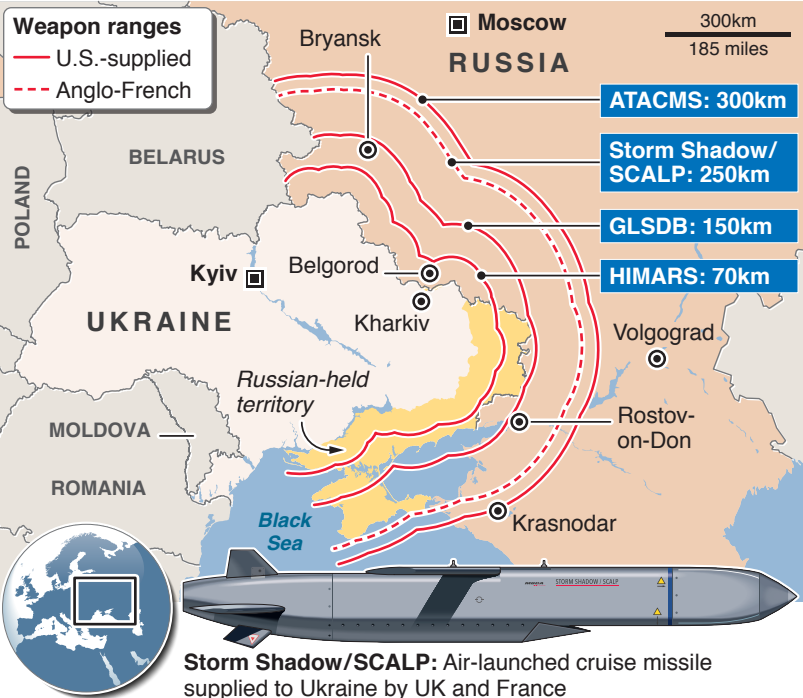 Weapon ranges
U.S.-supplied
Anglo-French
Bryansk
Moscow
RUSSIA
300km
185 miles
ATACMS: 300km
Storm Shadow/
SCALP: 250km
GLSDB: 150km
HIMARS: 70km
BELARUS
POLAND
Kyiv
Belgorod
UKRAINE
Kharkiv
Volgograd
Russian-held
territory
Rostov-
on-Don
MOLDOVA
ROMANIA
Black
Sea
Krasnodar
STORM SHADOW / SCALP
Storm Shadow/SCALP: Air-launched cruise missile
supplied to Ukraine by UK and France